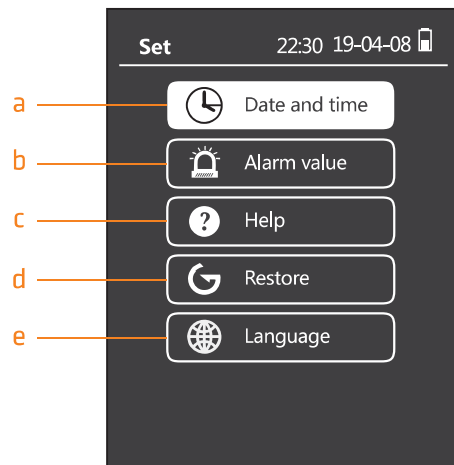 Set 22:30 19-04-08
a Date and time
b Alarm value
c ? Help
d Restore
e Language